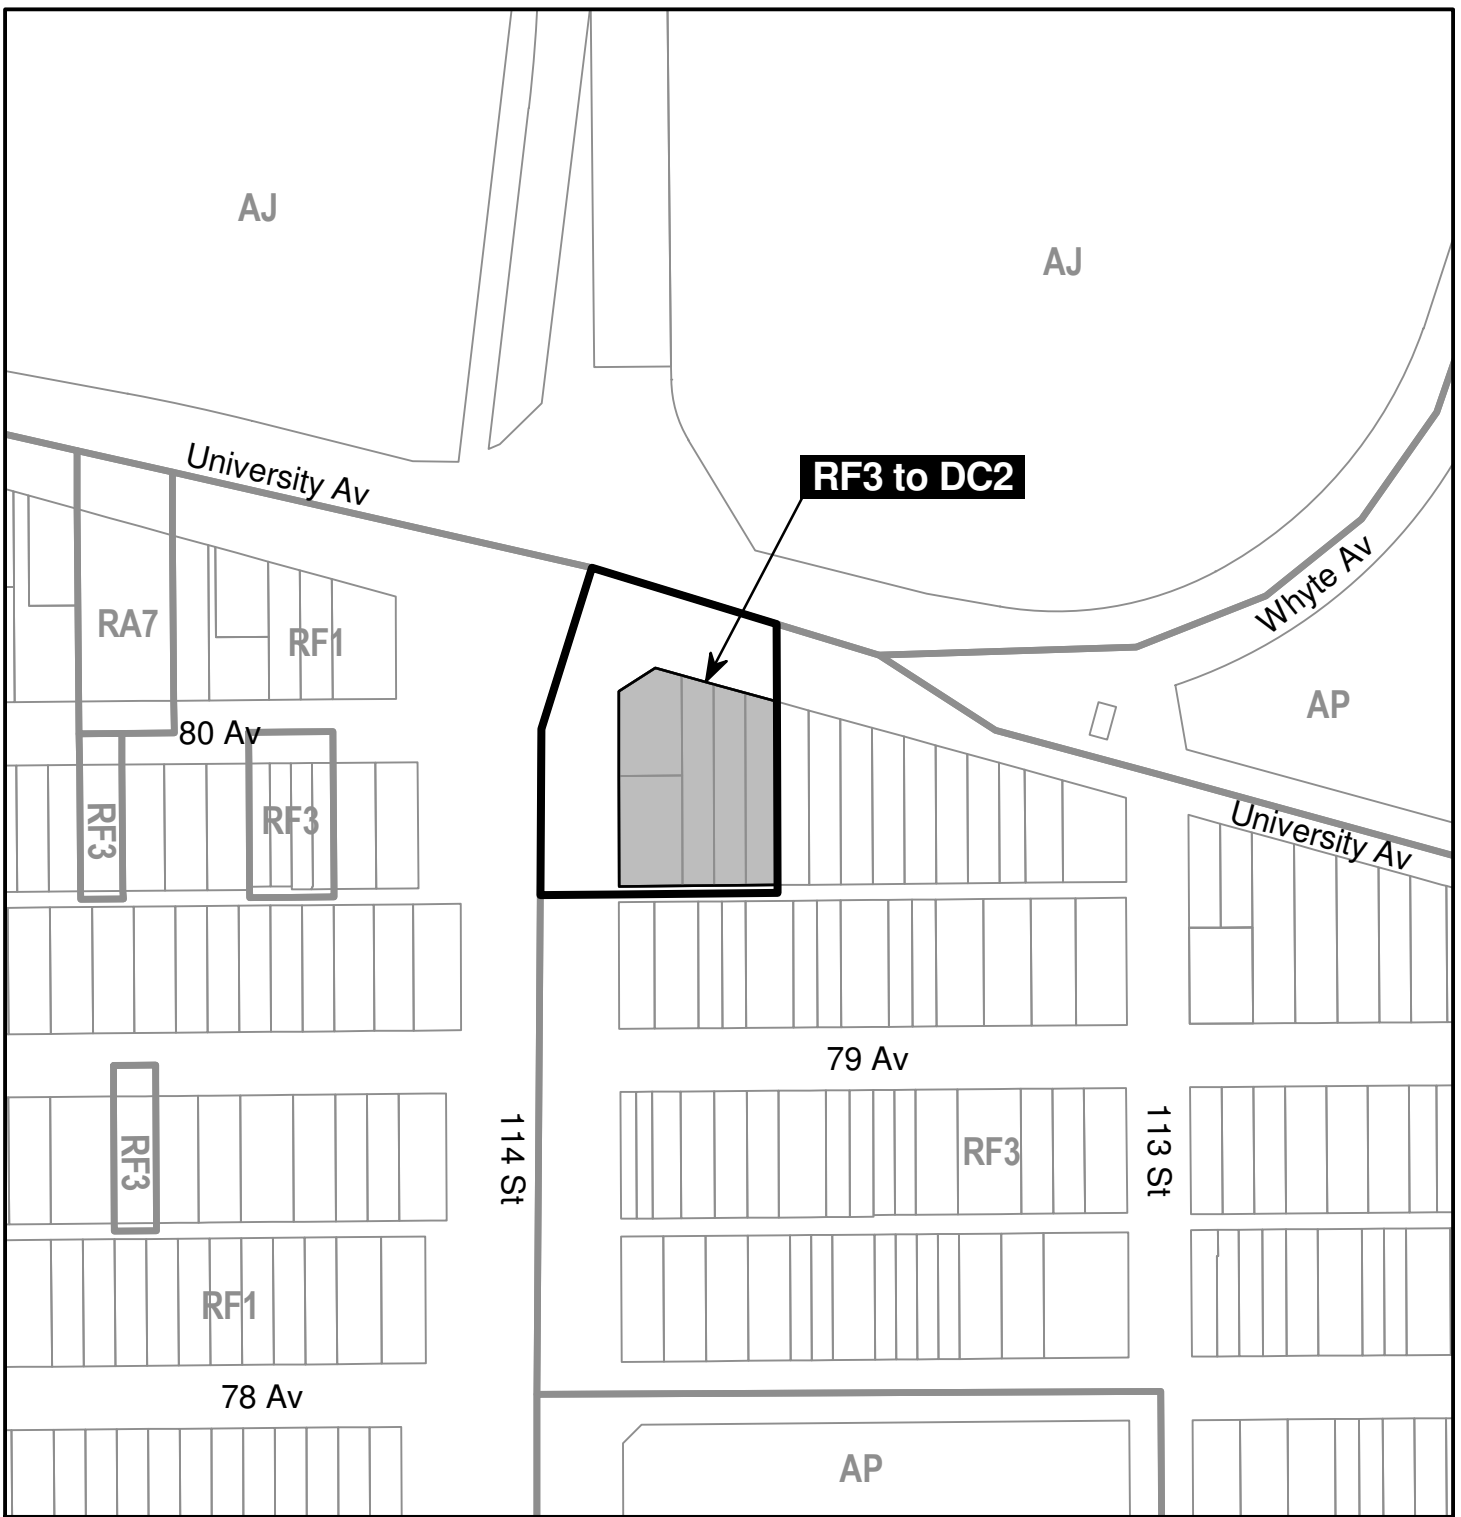 AJ
AJ
University Av
RF3 to DC2
Whyte Av
RA7
RF1
AP
80 Av
RF3
RF3
University Av
79 Av
114 St
RF3
113 St
RF3
RF1
78 Av
AP